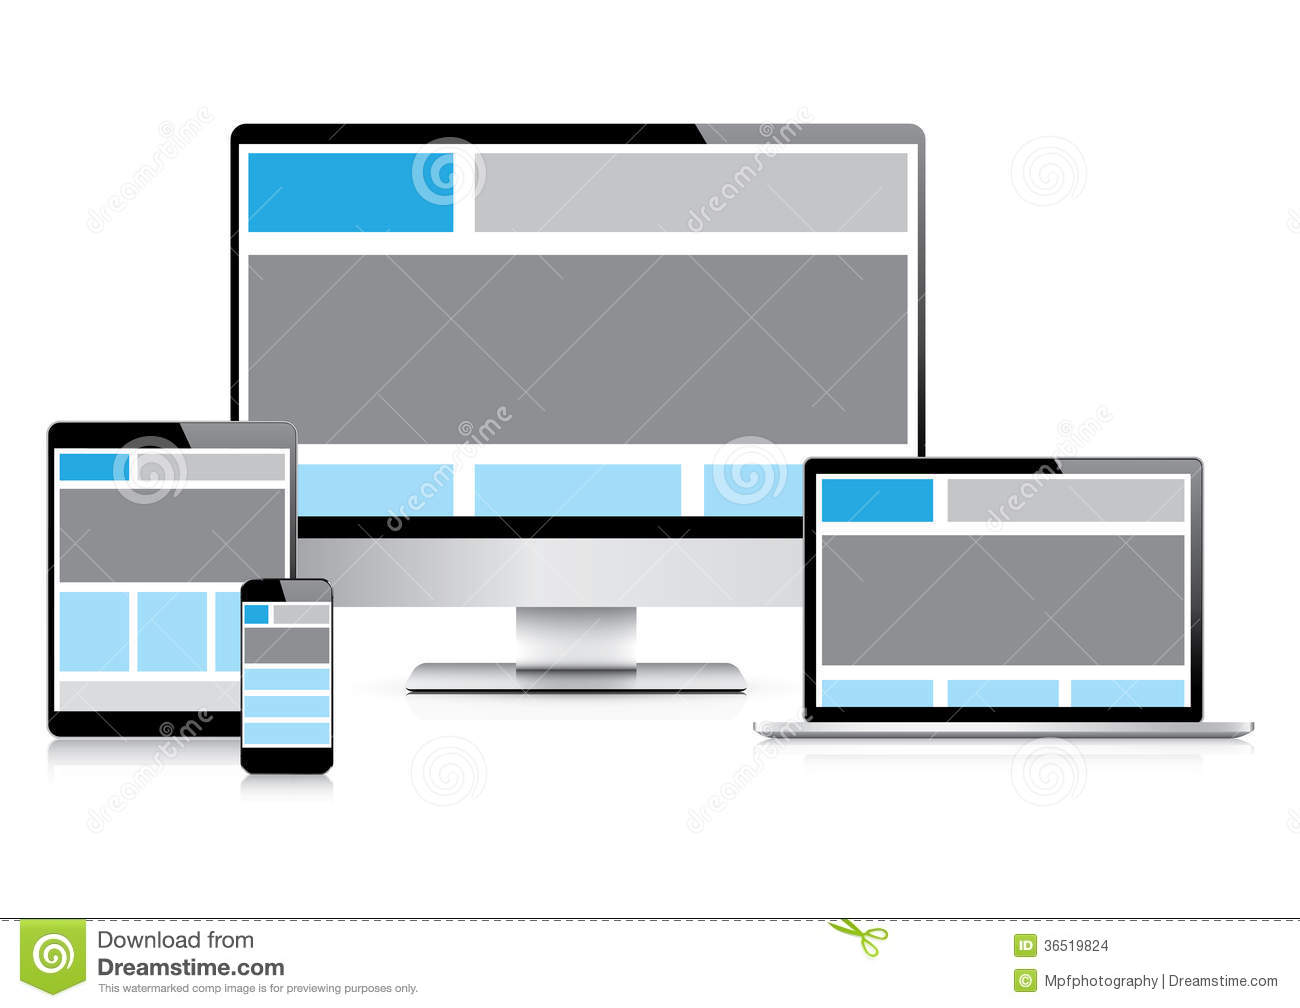 dreamstime.
dreamstime.
dreamstime.
dreamstime.
dreamstime.
dreamstime.
Download from
Dreamstime.com
This watermarked comp image is for previewing purposes only.
ID 36519824
© Mpfphotography | Dreamstime.com